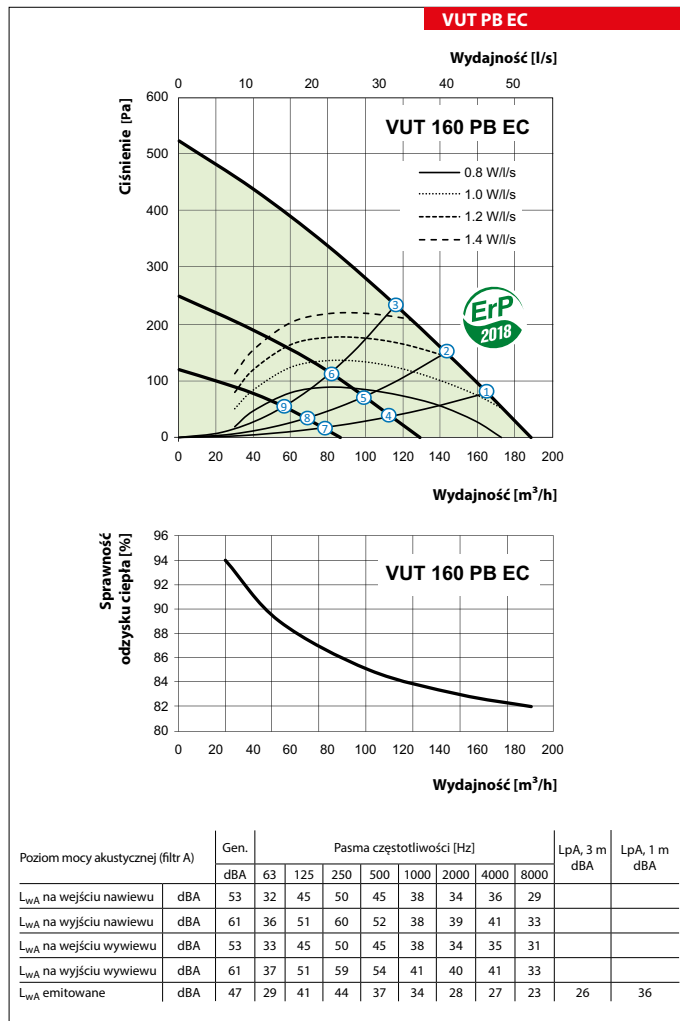 VUT PB EC
Wydajność [l/s]
0 10 20 30 40 50
Ciśnienie [Pa]
600
500
400
300
200
100
0
VUT 160 PB EC
0.8 W/l/s
1.0 W/l/s
1.2 W/l/s
1.4 W/l/s
ErP
2018
3
2
1
6
5
4
9
8
7
0 20 40 60 80 100 120 140 160 180 200
Wydajność [m³/h]
Sprawność
odzysku ciepła [%]
96
94
92
90
88
86
84
82
80
VUT 160 PB EC
0 20 40 60 80 100 120 140 160 180 200
Wydajność [m³/h]
Poziom mocy akustycznej (filtr A) Gen. Pasma częstotliwości [Hz] LpA, 3 m dBA LpA, 1 m dBA
dBA 63 125 250 500 1000 2000 4000 8000
LwA na wejściu nawiewu dBA 53 32 45 50 45 38 34 36 29
LwA na wyjściu nawiewu dBA 61 36 51 60 52 38 39 41 33
LwA na wejściu wywiewu dBA 53 33 45 50 45 38 34 35 31
LwA na wyjściu wywiewu dBA 61 37 51 59 54 41 40 41 33
LwA emitowane dBA 47 29 41 44 37 34 28 27 23 26 36